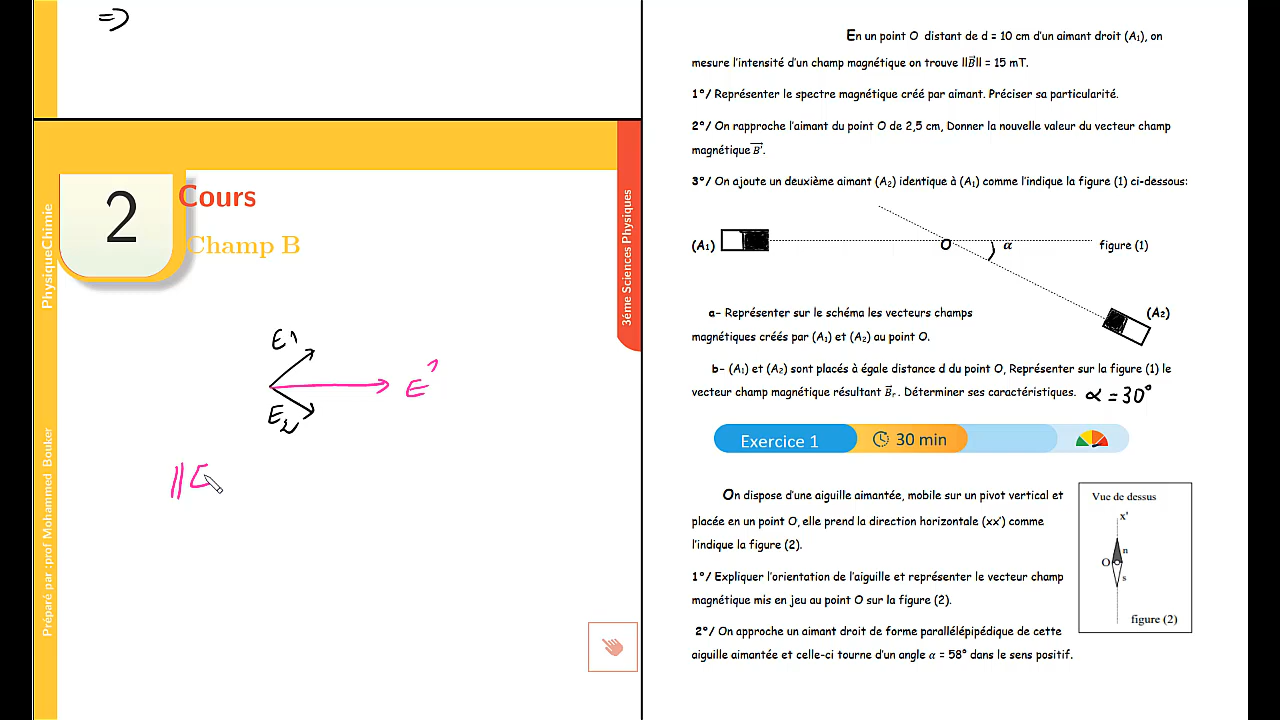 =>
2
Cours
Champ B
PhysiqueChimie
Préparé par :prof Mohammed Bouker
3éme Sciences Physiques
E1
E2
E'
||E
En un point O distant de d = 10 cm d'un aimant droit (A₁), on
mesure l'intensité d'un champ magnétique on trouve ||B⃗|| = 15 mT.
1°/ Représenter le spectre magnétique créé par aimant. Préciser sa particularité.
2°/ On rapproche l'aimant du point O de 2,5 cm, Donner la nouvelle valeur du vecteur champ
magnétique B⃗'.
3°/ On ajoute un deuxième aimant (A₂) identique à (A₁) comme l'indique la figure (1) ci-dessous:
(A₁)
O
α
figure (1)
(A₂)
a- Représenter sur le schéma les vecteurs champs
magnétiques créés par (A₁) et (A₂) au point O.
b- (A₁) et (A₂) sont placés à égale distance d du point O, Représenter sur la figure (1) le
vecteur champ magnétique résultant B⃗ᵣ. Déterminer ses caractéristiques. α = 30°
Exercice 1
30 min
On dispose d'une aiguille aimantée, mobile sur un pivot vertical et
placée en un point O, elle prend la direction horizontale (xx') comme
l'indique la figure (2).
1°/ Expliquer l'orientation de l'aiguille et représenter le vecteur champ
magnétique mis en jeu au point O sur la figure (2).
2°/ On approche un aimant droit de forme parallélépipédique de cette
aiguille aimantée et celle-ci tourne d'un angle α = 58° dans le sens positif.
Vue de dessus
x'
n
O
s
figure (2)